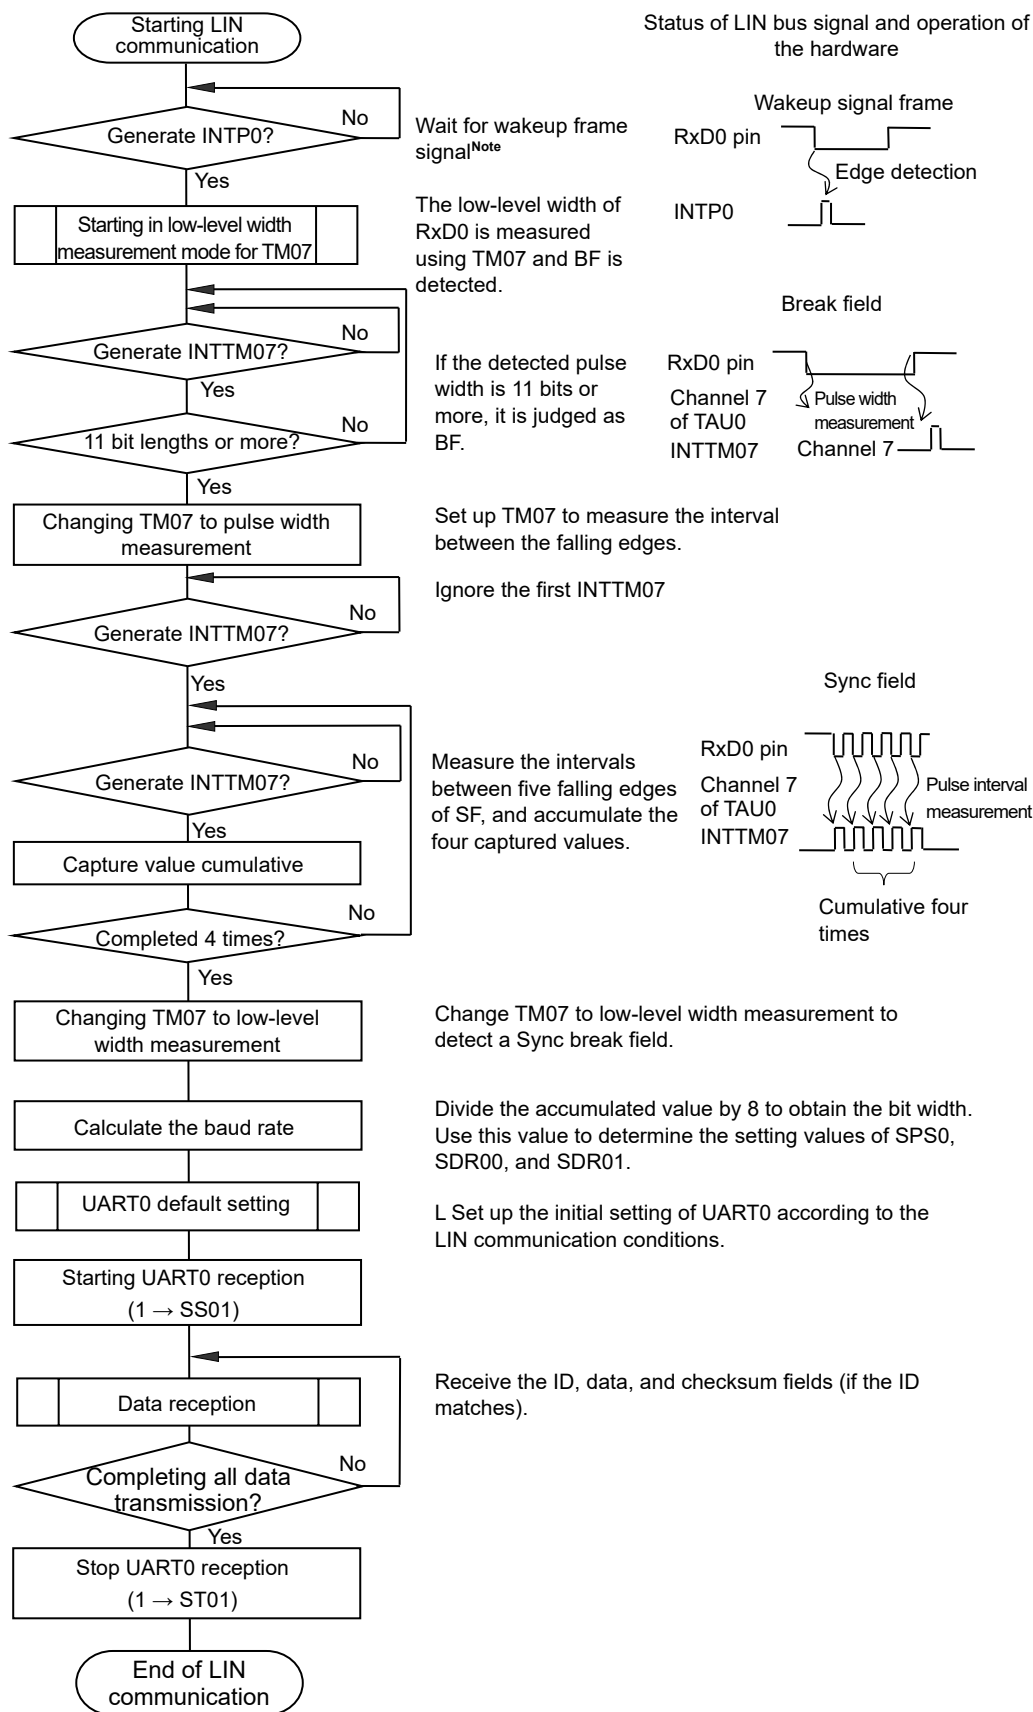 Starting LIN
communication
Status of LIN bus signal and operation of
the hardware
No
Generate INTP0?
Yes
Wait for wakeup frame
signalNote
Wakeup signal frame
RxD0 pin
Edge detection
INTP0
Starting in low-level width
measurement mode for TM07
The low-level width of
RxD0 is measured
using TM07 and BF is
detected.
No
Generate INTTM07?
Yes
No
11 bit lengths or more?
Yes
If the detected pulse
width is 11 bits or
more, it is judged as
BF.
Break field
RxD0 pin
Channel 7
of TAU0
INTTM07
Pulse width
measurement
Channel 7
Changing TM07 to pulse width
measurement
Set up TM07 to measure the interval
between the falling edges.
Ignore the first INTTM07
No
Generate INTTM07?
Yes
No
Generate INTTM07?
Yes
Capture value cumulative
No
Completed 4 times?
Yes
Measure the intervals
between five falling edges
of SF, and accumulate the
four captured values.
Sync field
RxD0 pin
Channel 7
of TAU0
INTTM07
Pulse interval
measurement
Cumulative four
times
Changing TM07 to low-level
width measurement
Change TM07 to low-level width measurement to
detect a Sync break field.
Calculate the baud rate
Divide the accumulated value by 8 to obtain the bit width.
Use this value to determine the setting values of SPS0,
SDR00, and SDR01.
UART0 default setting
L Set up the initial setting of UART0 according to the
LIN communication conditions.
Starting UART0 reception
(1 → SS01)
Data reception
Receive the ID, data, and checksum fields (if the ID
matches).
No
Completing all data
transmission?
Yes
Stop UART0 reception
(1 → ST01)
End of LIN
communication